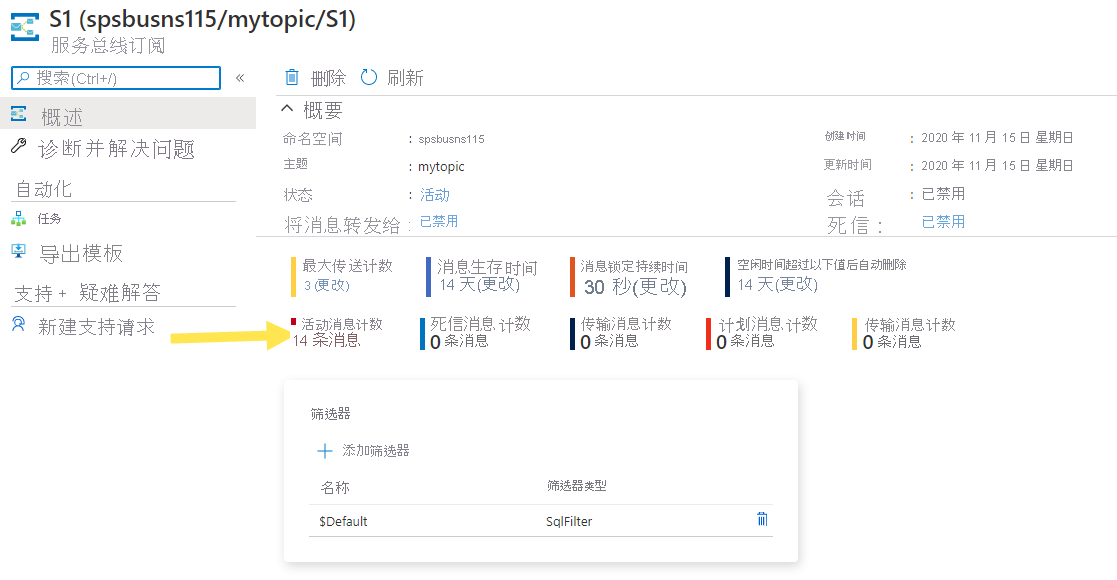 S1 (spsbusns115/mytopic/S1)
服务总线订阅
搜索(Ctrl+/)
«
删除 刷新
概述
诊断并解决问题
自动化
任务
导出模板
支持 + 疑难解答
新建支持请求
概要
命名空间 : spsbusns115
创建时间 : 2020 年 11 月 15 日 星期日
主题 : mytopic
更新时间 : 2020 年 11 月 15 日 星期日
状态 : 活动
会话 : 已禁用
将消息转发给 : 已禁用
死信 : 已禁用
最大传送计数
3 (更改)
消息生存时间
14 天(更改)
消息锁定持续时间
30 秒(更改)
空闲时间超过以下值后自动删除
14 天(更改)
活动消息计数
14 条消息
死信消息计数
0 条消息
传输消息计数
0 条消息
计划消息计数
0 条消息
传输消息计数
0 条消息
筛选器
添加筛选器
名称 筛选器类型
$Default SqlFilter